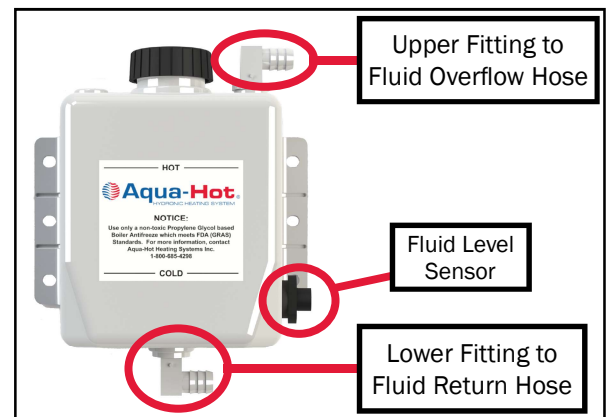 Upper Fitting to
Fluid Overflow Hose
HOT
Aqua-Hot®
HYDRONIC HEATING SYSTEM
NOTICE:
Use only a non-toxic Propylene Glycol based
Boiler Antifreeze which meets FDA (GRAS)
Standards. For more information, contact
Aqua-Hot Heating Systems Inc.
1-800-685-4298
COLD
Fluid Level
Sensor
Lower Fitting to
Fluid Return Hose